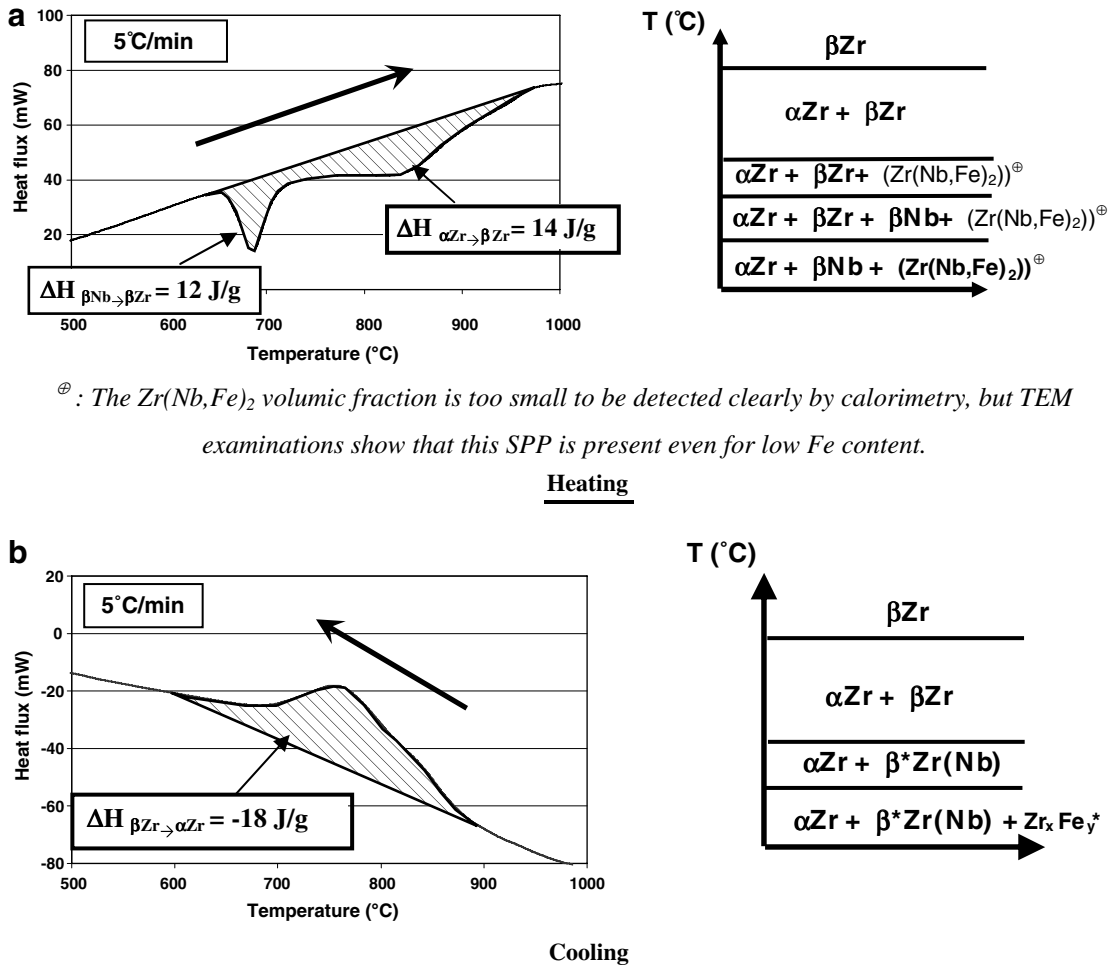 a
5˚C/min
100
80
60
40
20
Heat flux (mW)
ΔH αZr→βZr = 14 J/g
ΔH βNb→βZr = 12 J/g
500 600 700 800 900 1000
Temperature (°C)
T (˚C)
βZr
αZr + βZr
αZr + βZr+ (Zr(Nb,Fe)₂))⊕
αZr + βZr + βNb+ (Zr(Nb,Fe)₂))⊕
αZr + βNb + (Zr(Nb,Fe)₂))⊕
⊕ : The Zr(Nb,Fe)₂ volumic fraction is too small to be detected clearly by calorimetry, but TEM
examinations show that this SPP is present even for low Fe content.
Heating
b
5˚C/min
20
0
-20
-40
-60
-80
Heat flux (mW)
ΔH βZr→αZr = -18 J/g
500 600 700 800 900 1000
Temperature (°C)
T (˚C)
βZr
αZr + βZr
αZr + β*Zr(Nb)
αZr + β*Zr(Nb) + ZrₓFeᵧ*
Cooling